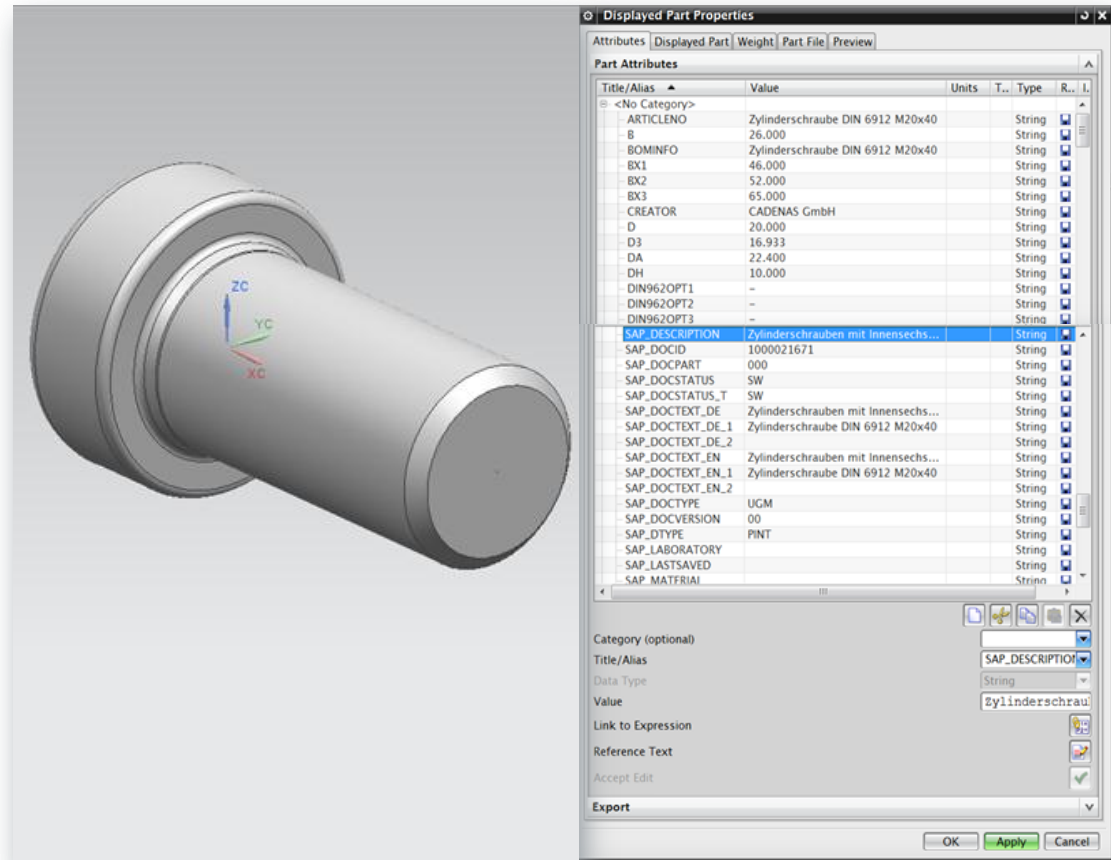 Displayed Part Properties
Attributes Displayed Part Weight Part File Preview
Part Attributes
Title/Alias Value Units T.. Type R.. I.
<No Category>
ARTICLENO Zylinderschraube DIN 6912 M20x40 String
B 26.000 String
BOMINFO Zylinderschraube DIN 6912 M20x40 String
BX1 46.000 String
BX2 52.000 String
BX3 65.000 String
CREATOR CADENAS GmbH String
D 20.000 String
D3 16.933 String
DA 22.400 String
DH 10.000 String
DIN962OPT1 – String
DIN962OPT2 – String
DIN962OPT3 – String
SAP_DESCRIPTION Zylinderschrauben mit Innensechs... String
SAP_DOCID 1000021671 String
SAP_DOCPART 000 String
SAP_DOCSTATUS SW String
SAP_DOCSTATUS_T SW String
SAP_DOCTEXT_DE Zylinderschrauben mit Innensechs... String
SAP_DOCTEXT_DE_1 Zylinderschraube DIN 6912 M20x40 String
SAP_DOCTEXT_DE_2 String
SAP_DOCTEXT_EN Zylinderschrauben mit Innensechs... String
SAP_DOCTEXT_EN_1 Zylinderschraube DIN 6912 M20x40 String
SAP_DOCTEXT_EN_2 String
SAP_DOCTYPE UGM String
SAP_DOCVERSION 00 String
SAP_DTYPE PINT String
SAP_LABORATORY String
SAP_LASTSAVED String
SAP_MATERIAL String
Category (optional)
Title/Alias SAP_DESCRIPTION
Data Type String
Value Zylinderschrau
Link to Expression
Reference Text
Accept Edit
Export
OK Apply Cancel
ZC
YC
XC